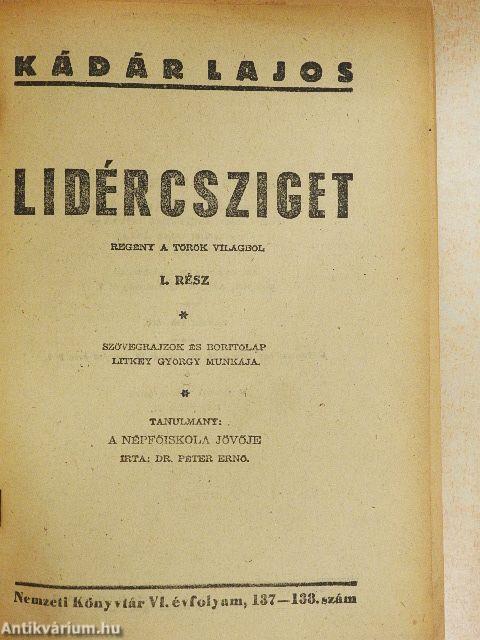 KÁDÁR LAJOS
LIDÉRCSZIGET
REGÉNY A TÖRÖK VILÁGBÓL
I. RÉSZ
*
SZÖVEGRAJZOK ÉS BORITÓLAP
LITKEY GYÖRGY MUNKÁJA.
*
TANULMÁNY:
A NÉPFŐISKOLA JÖVŐJE
IRTA: DR. PÉTER ERNŐ.
Nemzeti Könyvtár VI. évfolyam, 137—138. szám
Antikvárium.hu